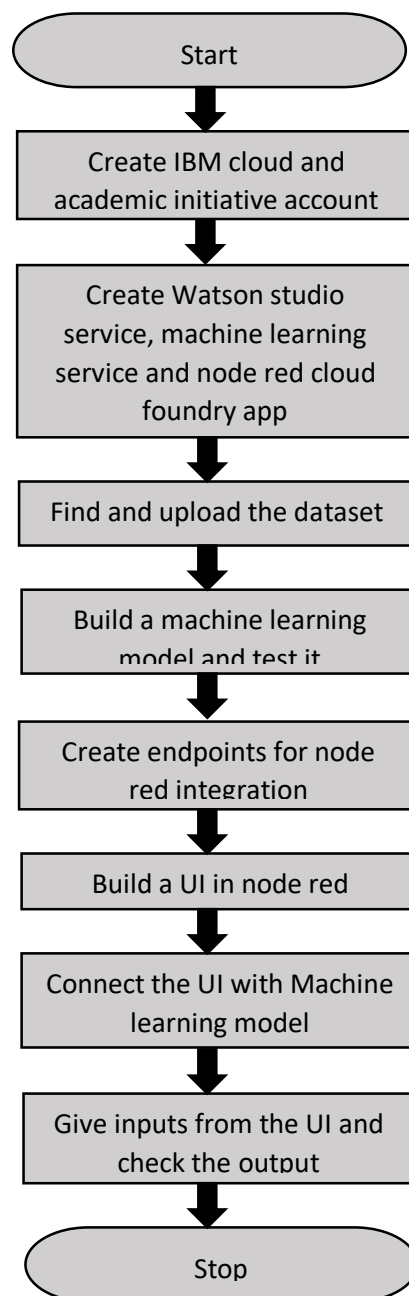 Start
Create IBM cloud and
academic initiative account
Create Watson studio
service, machine learning
service and node red cloud
foundry app
Find and upload the dataset
Build a machine learning
model and test it
Create endpoints for node
red integration
Build a UI in node red
Connect the UI with Machine
learning model
Give inputs from the UI and
check the output
Stop